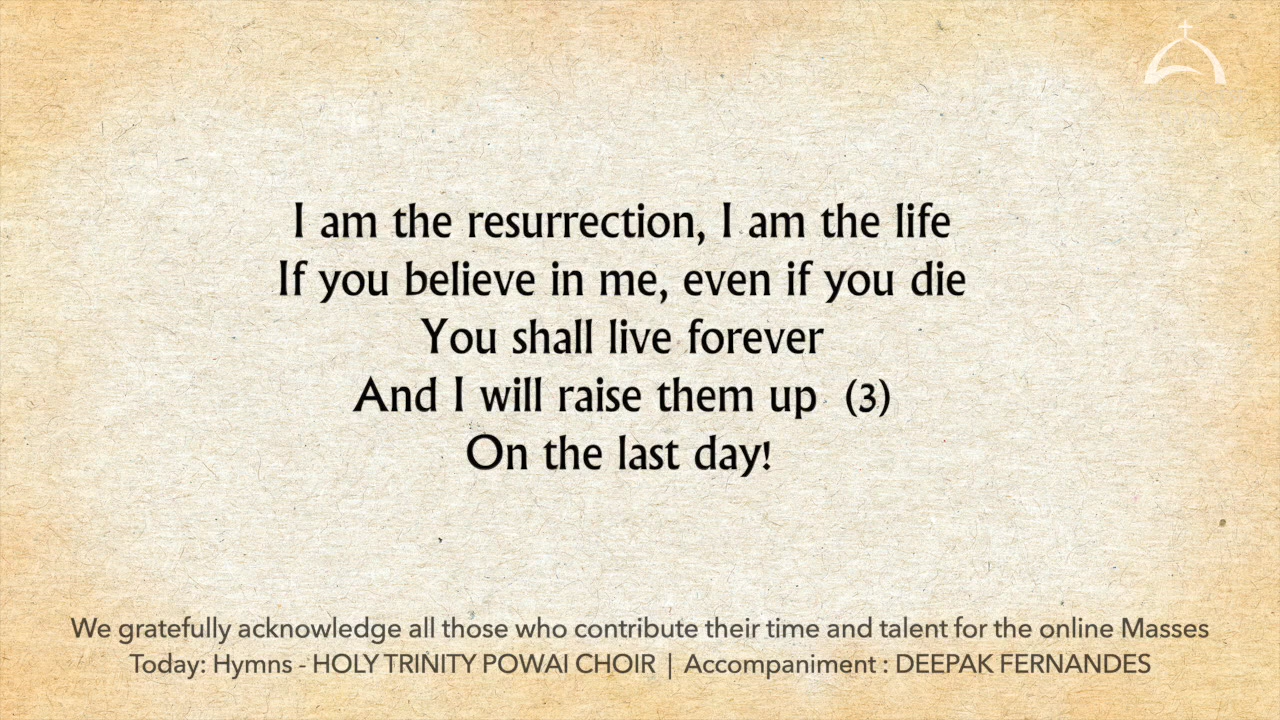 I am the resurrection, I am the life
If you believe in me, even if you die
You shall live forever
And I will raise them up (3)
On the last day!
We gratefully acknowledge all those who contribute their time and talent for the online Masses
Today: Hymns - HOLY TRINITY POWAI CHOIR | Accompaniment : DEEPAK FERNANDES